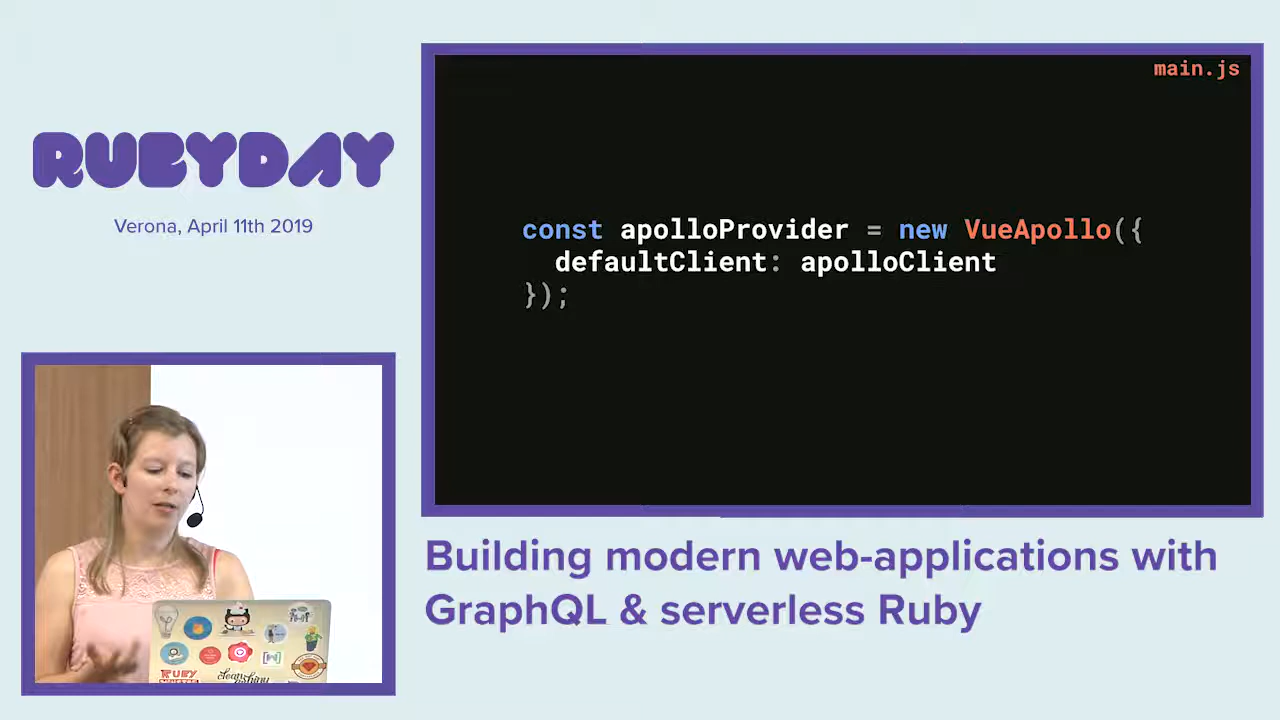 RUBYDAY
Verona, April 11th 2019
main.js
const apolloProvider = new VueApollo({
defaultClient: apolloClient
});
Building modern web-applications with
GraphQL & serverless Ruby
RUBY